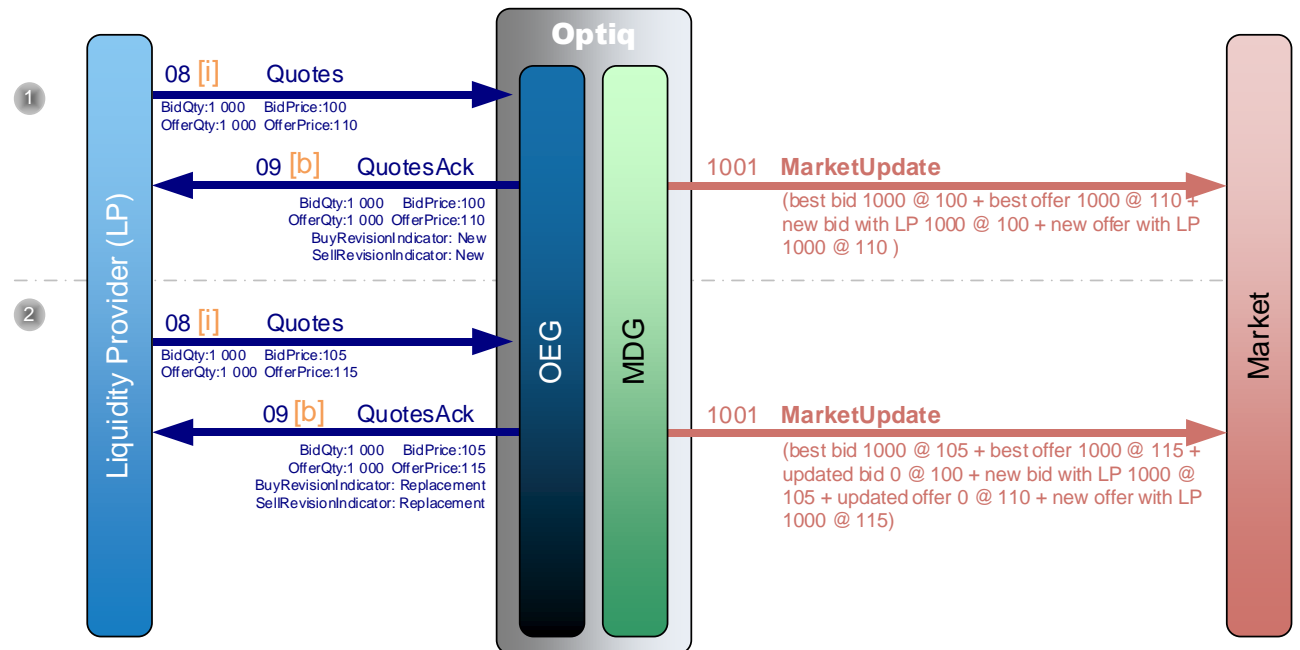 Optiq
Liquidity Provider (LP)
OEG
MDG
Market
1
08 [i] Quotes
BidQty:1 000 BidPrice:100
OfferQty:1 000 OfferPrice:110
09 [b] QuotesAck
BidQty:1 000 BidPrice:100
OfferQty:1 000 OfferPrice:110
BuyRevisionIndicator: New
SellRevisionIndicator: New
1001 MarketUpdate
(best bid 1000 @ 100 + best offer 1000 @ 110 +
new bid with LP 1000 @ 100 + new offer with LP
1000 @ 110 )
2
08 [i] Quotes
BidQty:1 000 BidPrice:105
OfferQty:1 000 OfferPrice:115
09 [b] QuotesAck
BidQty:1 000 BidPrice:105
OfferQty:1 000 OfferPrice:115
BuyRevisionIndicator: Replacement
SellRevisionIndicator: Replacement
1001 MarketUpdate
(best bid 1000 @ 105 + best offer 1000 @ 115 +
updated bid 0 @ 100 + new bid with LP 1000 @
105 + updated offer 0 @ 110 + new offer with LP
1000 @ 115)